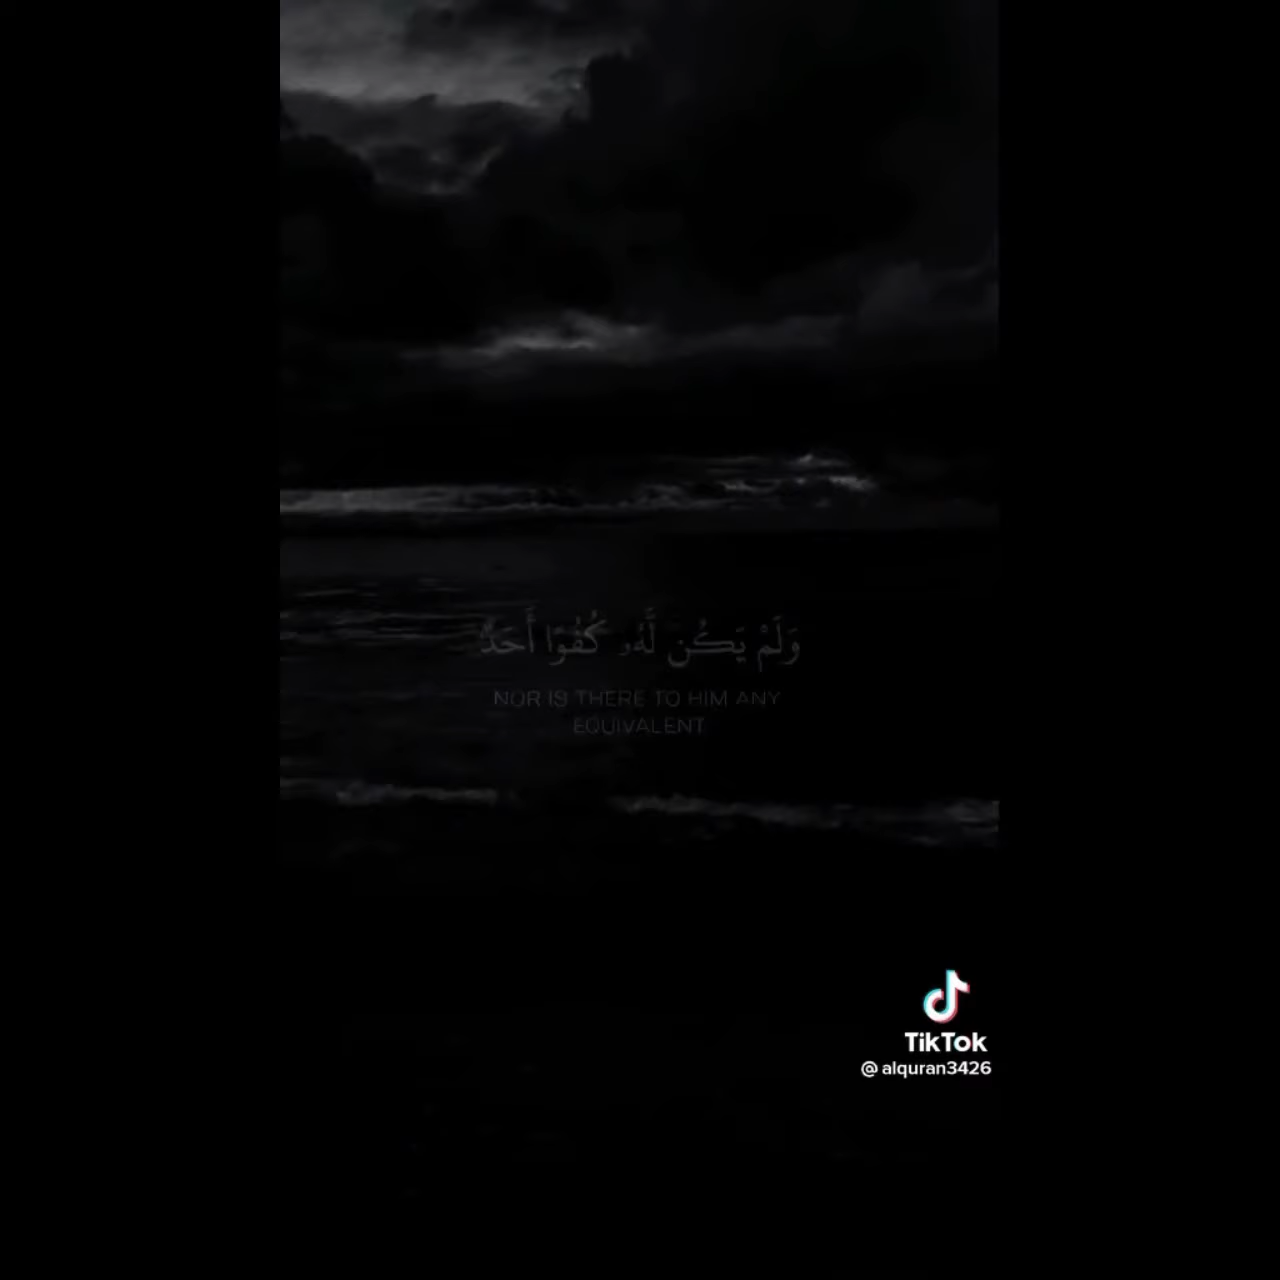 وَلَمْ يَكُن لَّهُۥ كُفُوًا أَحَدٌۢ
NOR IS THERE TO HIM ANY
EQUIVALENT
TikTok
@ alquran3426